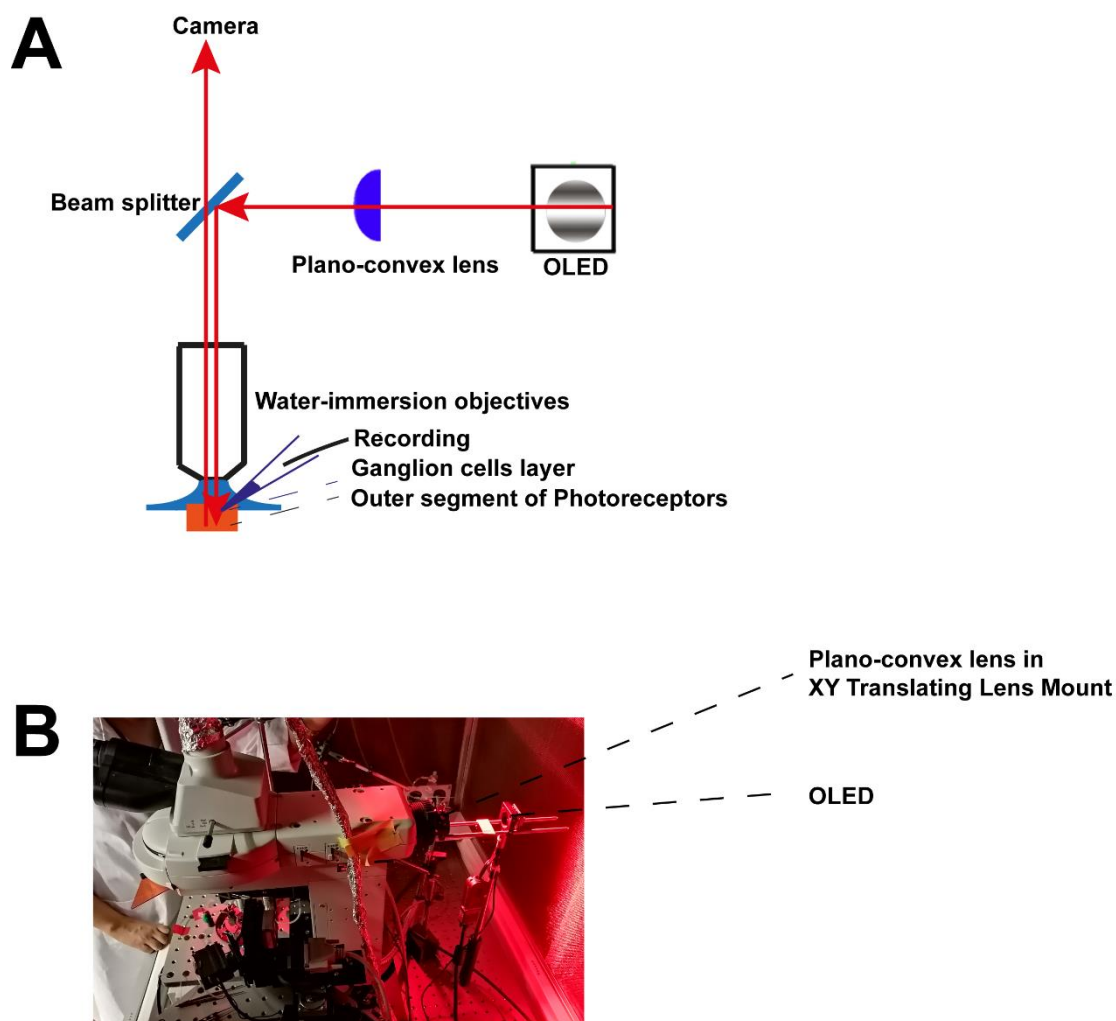 A
Camera
Beam splitter
Plano-convex lens
OLED
Water-immersion objectives
Recording
Ganglion cells layer
Outer segment of Photoreceptors
B
Plano-convex lens in
XY Translating Lens Mount
OLED